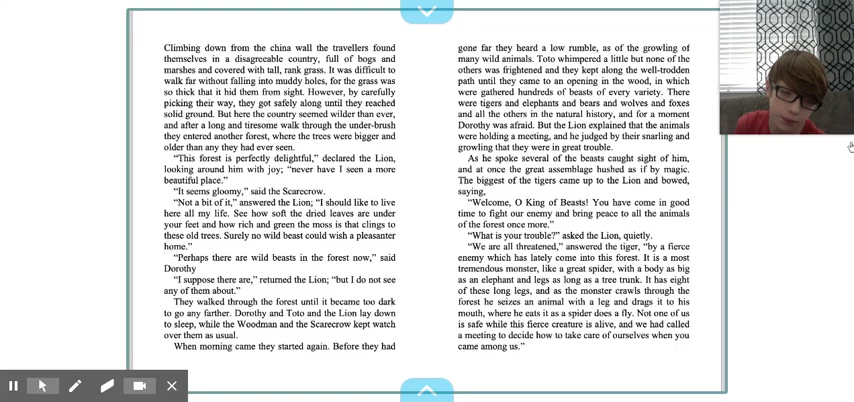 Climbing down from the china wall the travellers found
themselves in a disagreeable country, full of bogs and
marshes and covered with tall, rank grass. It was difficult to
walk far without falling into muddy holes, for the grass was
so thick that it hid them from sight. However, by carefully
picking their way, they got safely along until they reached
solid ground. But here the country seemed wilder than ever,
and after a long and tiresome walk through the under-brush
they entered another forest, where the trees were bigger and
older than any they had ever seen.
“This forest is perfectly delightful,” declared the Lion,
looking around him with joy; “never have I seen a more
beautiful place.”
“It seems gloomy,” said the Scarecrow.
“Not a bit of it,” answered the Lion; “I should like to live
here all my life. See how soft the dried leaves are under
your feet and how rich and green the moss is that clings to
these old trees. Surely no wild beast could wish a pleasanter
home.”
“Perhaps there are wild beasts in the forest now,” said
Dorothy
“I suppose there are,” returned the Lion; “but I do not see
any of them about.”
They walked through the forest until it became too dark
to go any farther. Dorothy and Toto and the Lion lay down
to sleep, while the Woodman and the Scarecrow kept watch
over them as usual.
When morning came they started again. Before they had
gone far they heard a low rumble, as of the growling of
many wild animals. Toto whimpered a little but none of the
others was frightened and they kept along the well-trodden
path until they came to an opening in the wood, in which
were gathered hundreds of beasts of every variety. There
were tigers and elephants and bears and wolves and foxes
and all the others in the natural history, and for a moment
Dorothy was afraid. But the Lion explained that the animals
were holding a meeting, and he judged by their snarling and
growling that they were in great trouble.
As he spoke several of the beasts caught sight of him,
and at once the great assemblage hushed as if by magic.
The biggest of the tigers came up to the Lion and bowed,
saying,
“Welcome, O King of Beasts! You have come in good
time to fight our enemy and bring peace to all the animals
of the forest once more.”
“What is your trouble?” asked the Lion, quietly.
“We are all threatened,” answered the tiger, “by a fierce
enemy which has lately come into this forest. It is a most
tremendous monster, like a great spider, with a body as big
as an elephant and legs as long as a tree trunk. It has eight
of these long legs, and as the monster crawls through the
forest he seizes an animal with a leg and drags it to his
mouth, where he eats it as a spider does a fly. Not one of us
is safe while this fierce creature is alive, and we had called
a meeting to decide how to take care of ourselves when you
came among us.”